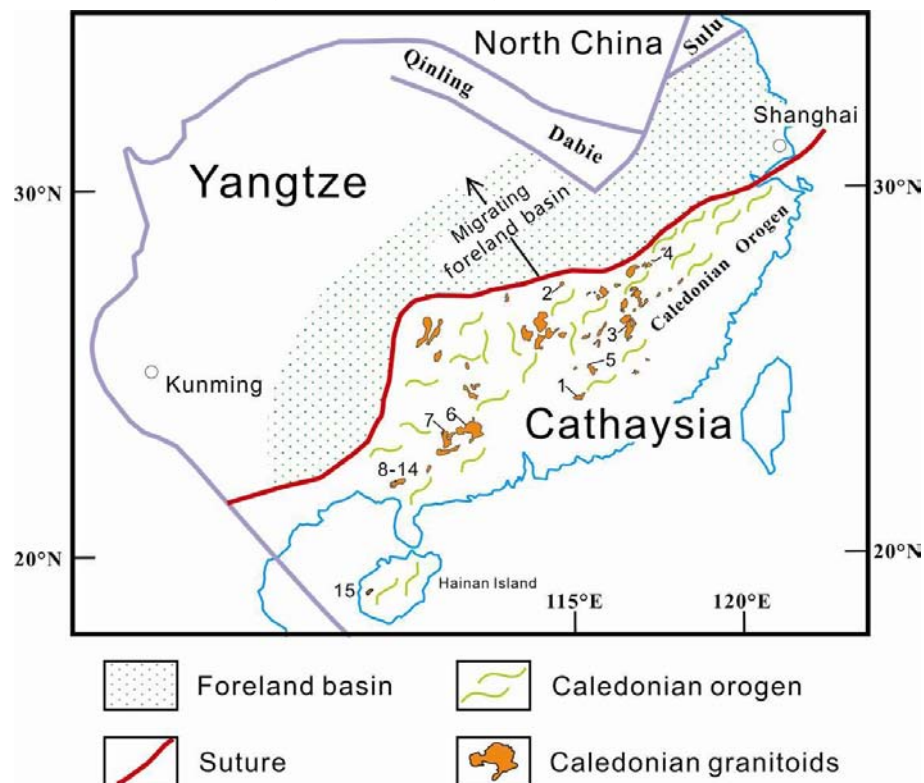 North China
Sulu
Qinling
Dabie
Shanghai
Yangtze
30°N
30°N
Migrating
foreland basin
Caledonian Orogen
4
2
3
5
1
Kunming
Cathaysia
7
6
8-14
20°N
20°N
15
Hainan Island
115°E
120°E
Foreland basin
Caledonian orogen
Suture
Caledonian granitoids